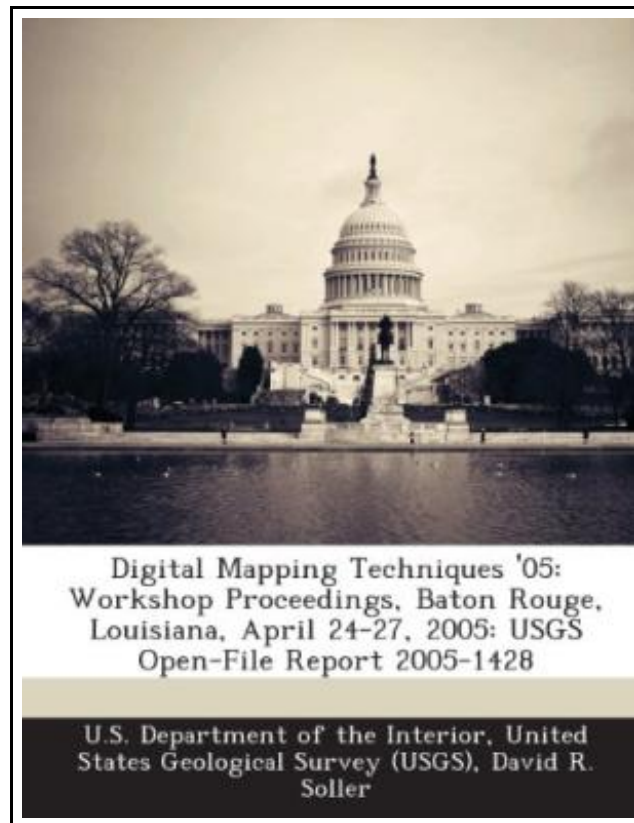 Digital Mapping Techniques '05:
Workshop Proceedings, Baton Rouge,
Louisiana, April 24-27, 2005: USGS
Open-File Report 2005-1428
U.S. Department of the Interior, United
States Geological Survey (USGS), David R.
Soller